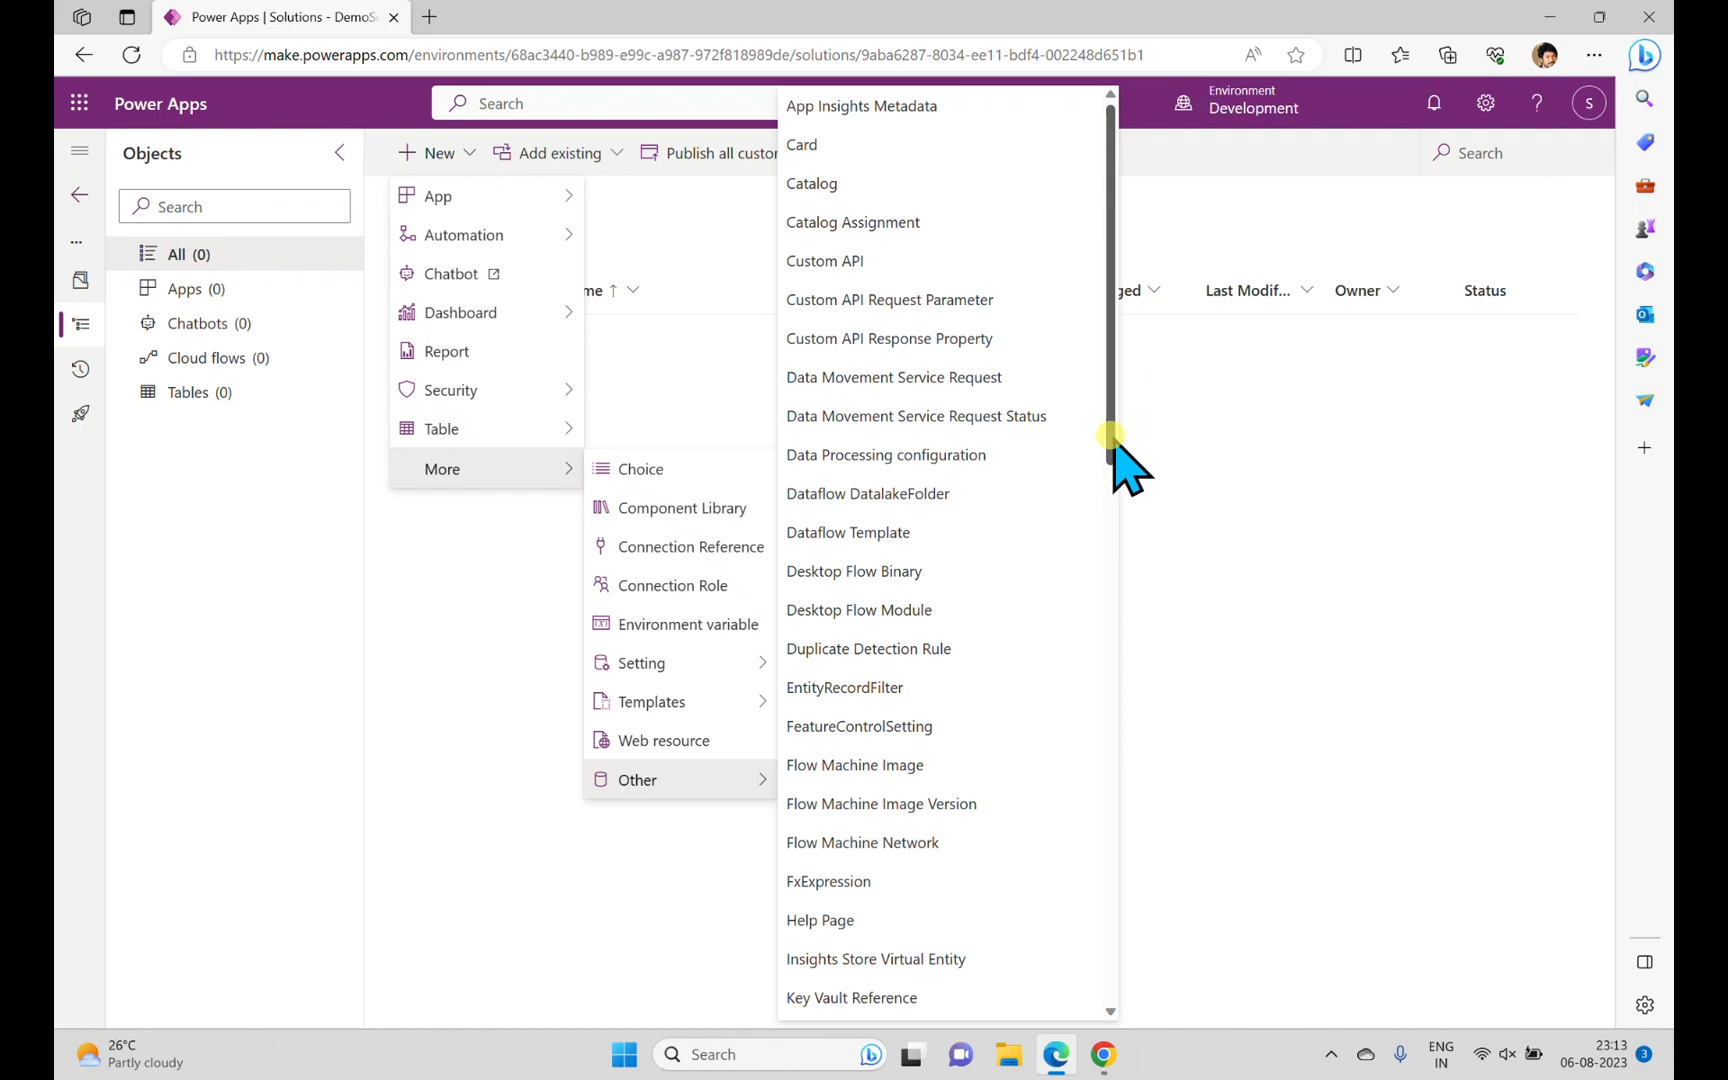 Power Apps | Solutions - DemoS
https://make.powerapps.com/environments/68ac3440-b989-e99c-a987-972f818989de/solutions/9aba6287-8034-ee11-bdf4-002248d651b1
Power Apps
Search
Environment
Development
S
Objects
New
Add existing
Publish all custor
Search
Search
All (0)
Apps (0)
Chatbots (0)
Cloud flows (0)
Tables (0)
App
Automation
Chatbot
Dashboard
Report
Security
Table
More
me
ged
Last Modif...
Owner
Status
Choice
Component Library
Connection Reference
Connection Role
Environment variable
Setting
Templates
Web resource
Other
App Insights Metadata
Card
Catalog
Catalog Assignment
Custom API
Custom API Request Parameter
Custom API Response Property
Data Movement Service Request
Data Movement Service Request Status
Data Processing configuration
Dataflow DatalakeFolder
Dataflow Template
Desktop Flow Binary
Desktop Flow Module
Duplicate Detection Rule
EntityRecordFilter
FeatureControlSetting
Flow Machine Image
Flow Machine Image Version
Flow Machine Network
FxExpression
Help Page
Insights Store Virtual Entity
Key Vault Reference
26°C
Partly cloudy
Search
ENG
IN
23:13
06-08-2023
3